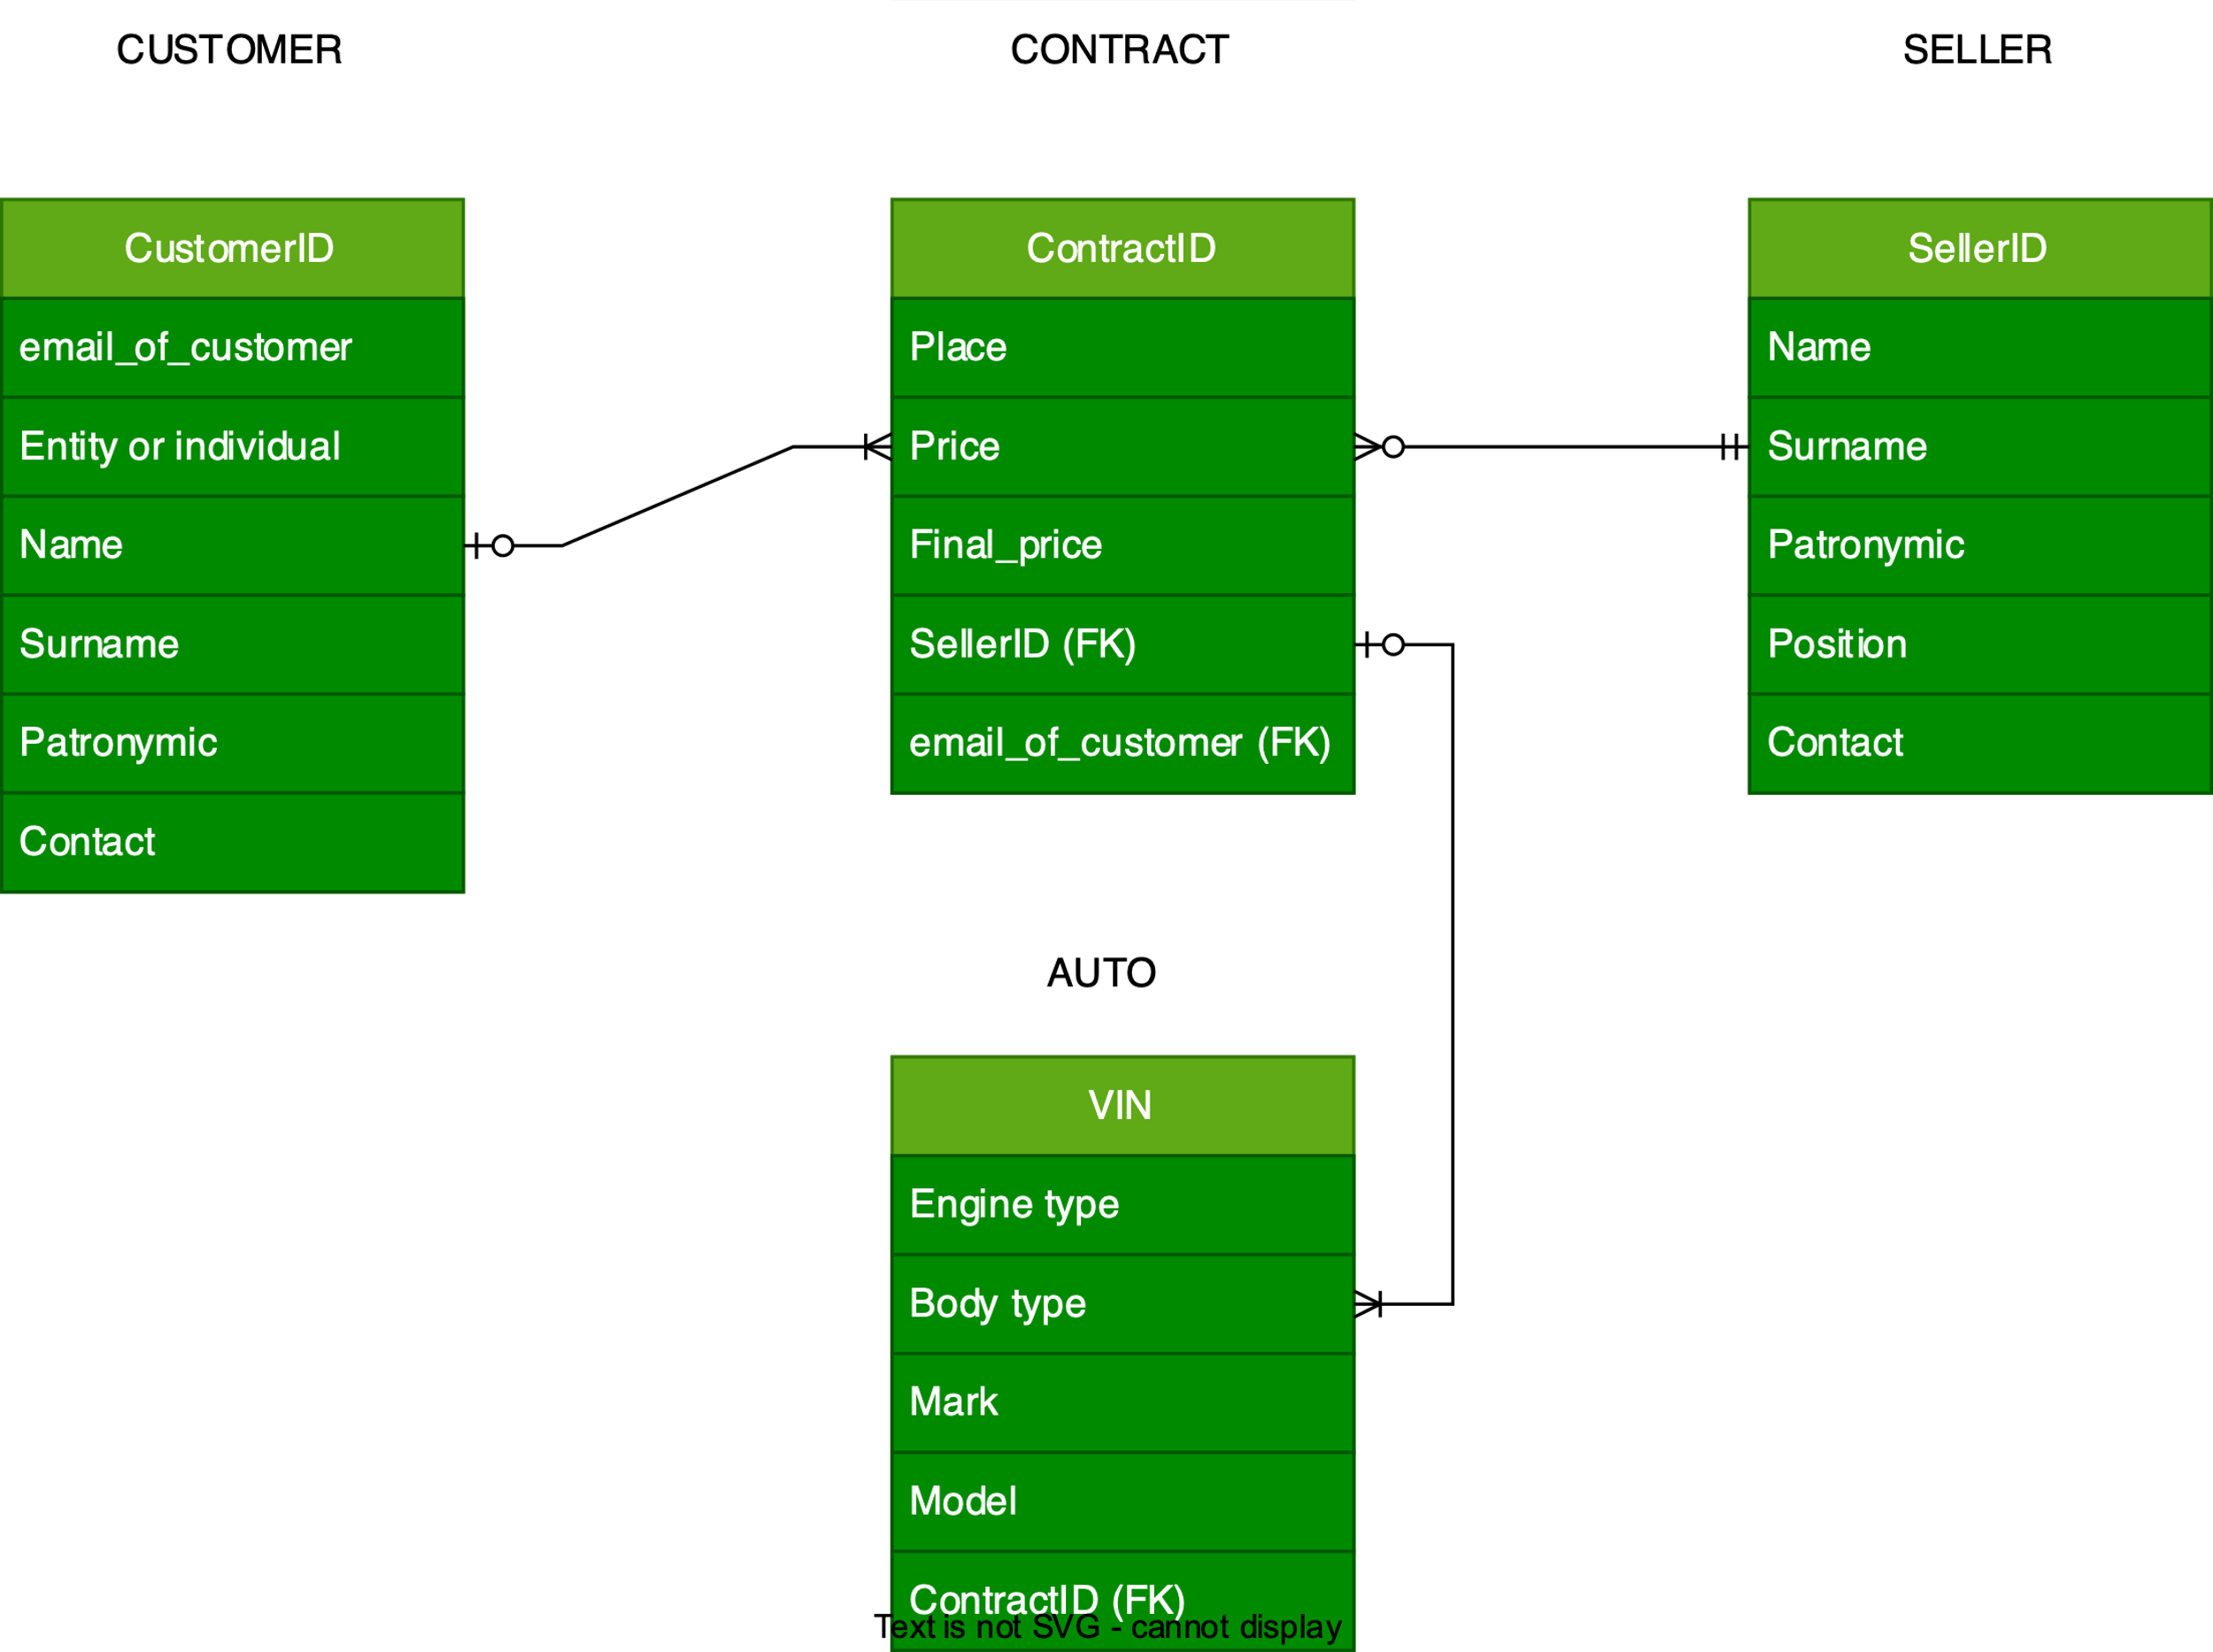 CUSTOMER
CustomerID
email_of_customer
Entity or individual
Name
Surname
Patronymic
Contact
CONTRACT
ContractID
Place
Price
Final_price
SellerID (FK)
email_of_customer (FK)
SELLER
SellerID
Name
Surname
Patronymic
Position
Contact
AUTO
VIN
Engine type
Body type
Mark
Model
ContractID (FK)
Text is not SVG - cannot display